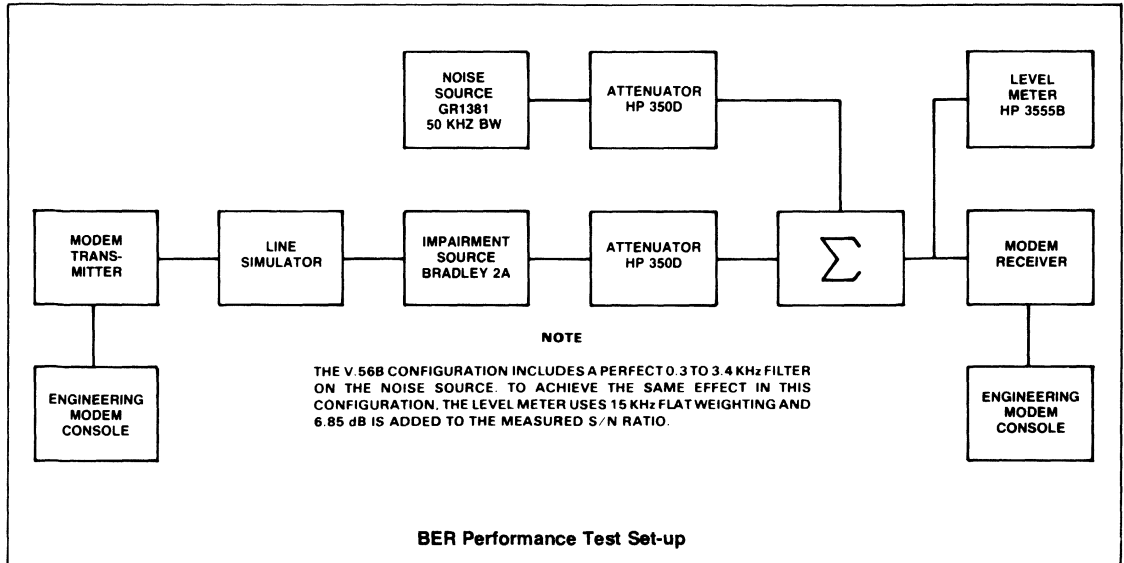 NOISE
SOURCE
GR1381
50 KHZ BW
ATTENUATOR
HP 350D
LEVEL
METER
HP 3555B
MODEM
TRANS-
MITTER
LINE
SIMULATOR
IMPAIRMENT
SOURCE
BRADLEY 2A
ATTENUATOR
HP 350D
Σ
MODEM
RECEIVER
NOTE
THE V.56B CONFIGURATION INCLUDES A PERFECT 0.3 TO 3.4 KHz FILTER
ON THE NOISE SOURCE. TO ACHIEVE THE SAME EFFECT IN THIS
CONFIGURATION, THE LEVEL METER USES 15 KHz FLAT WEIGHTING AND
6.85 dB IS ADDED TO THE MEASURED S/N RATIO.
ENGINEERING
MODEM
CONSOLE
ENGINEERING
MODEM
CONSOLE
BER Performance Test Set-up